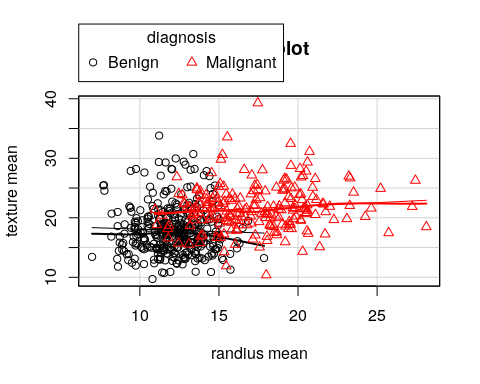 diagnosis
Benign Malignant
plot
40
30
20
10
texture mean
10 15 20 25
randius mean